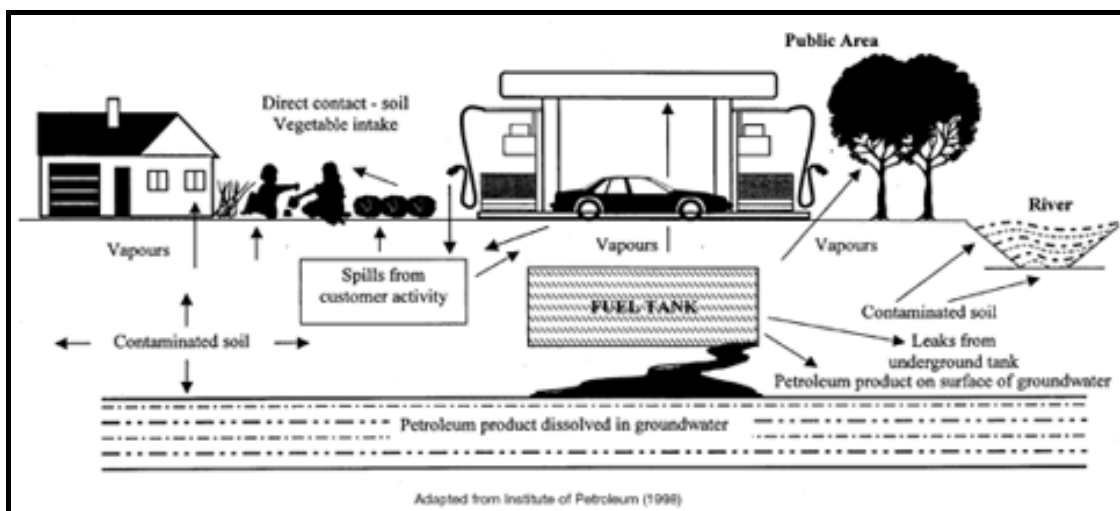 Public Area
Direct contact - soil
Vegetable intake
River
Vapours
Vapours
Vapours
Spills from
customer activity
FUEL TANK
Contaminated soil
Contaminated soil
Leaks from
underground tank
Petroleum product on surface of groundwater
Petroleum product dissolved in groundwater
Adapted from Institute of Petroleum (1998)